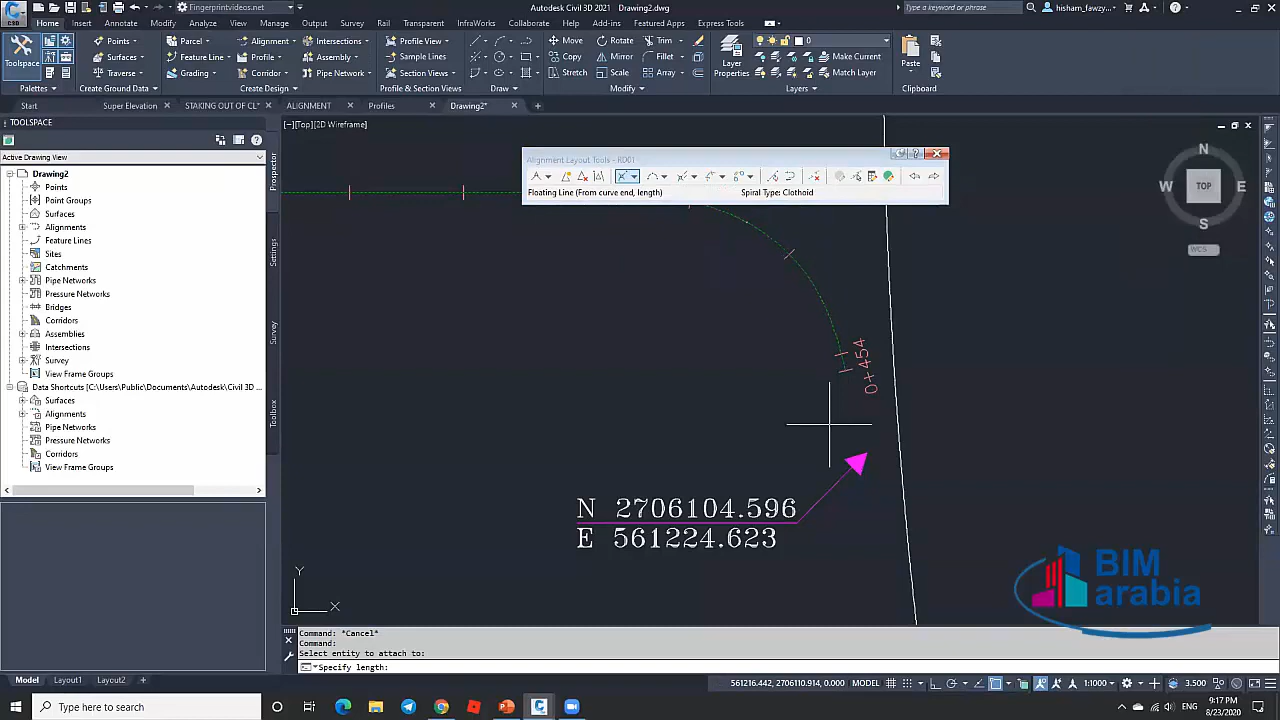 C3D
Fingerprintvideos.net
Autodesk Civil 3D 2021 Drawing2.dwg
Type a keyword or phrase
hisham_fawzy...
Home
Insert
Annotate
Modify
Analyze
View
Manage
Output
Survey
Rail
Transparent
InfraWorks
Collaborate
Help
Add-ins
Featured Apps
Express Tools
Toolspace
Points
Surfaces
Traverse
Parcel
Feature Line
Grading
Alignment
Profile
Corridor
Intersections
Assembly
Pipe Network
Profile View
Sample Lines
Section Views
Move
Copy
Stretch
Rotate
Mirror
Scale
Trim
Fillet
Array
Layer Properties
0
Make Current
Match Layer
Paste
Palettes
Create Ground Data
Create Design
Profile & Section Views
Draw
Modify
Layers
Clipboard
Start
Super Elevation
STAKING OUT OF CL*
ALIGNMENT
Profiles
Drawing2*
TOOLSPACE
Active Drawing View
Drawing2
Points
Point Groups
Surfaces
Alignments
Feature Lines
Sites
Catchments
Pipe Networks
Pressure Networks
Bridges
Corridors
Assemblies
Intersections
Survey
View Frame Groups
Data Shortcuts [C:\Users\Public\Documents\Autodesk\Civil 3D ...
Surfaces
Alignments
Pipe Networks
Pressure Networks
Corridors
View Frame Groups
Prospector
Settings
Survey
Toolbox
[−][Top][2D Wireframe]
Alignment Layout Tools - RD01
Floating Line (From curve end, length)
Spiral Type: Clothoid
N
W
TOP
E
S
WCS
0+454
N 2706104.596
E 561224.623
Y
X
BIM
arabia
Command: *Cancel*
Command:
Select entity to attach to:
Specify length:
Model
Layout1
Layout2
561216.442, 2706110.914, 0.000
MODEL
1:1000
3.500
Type here to search
ENG
9:17 PM
8/23/2020